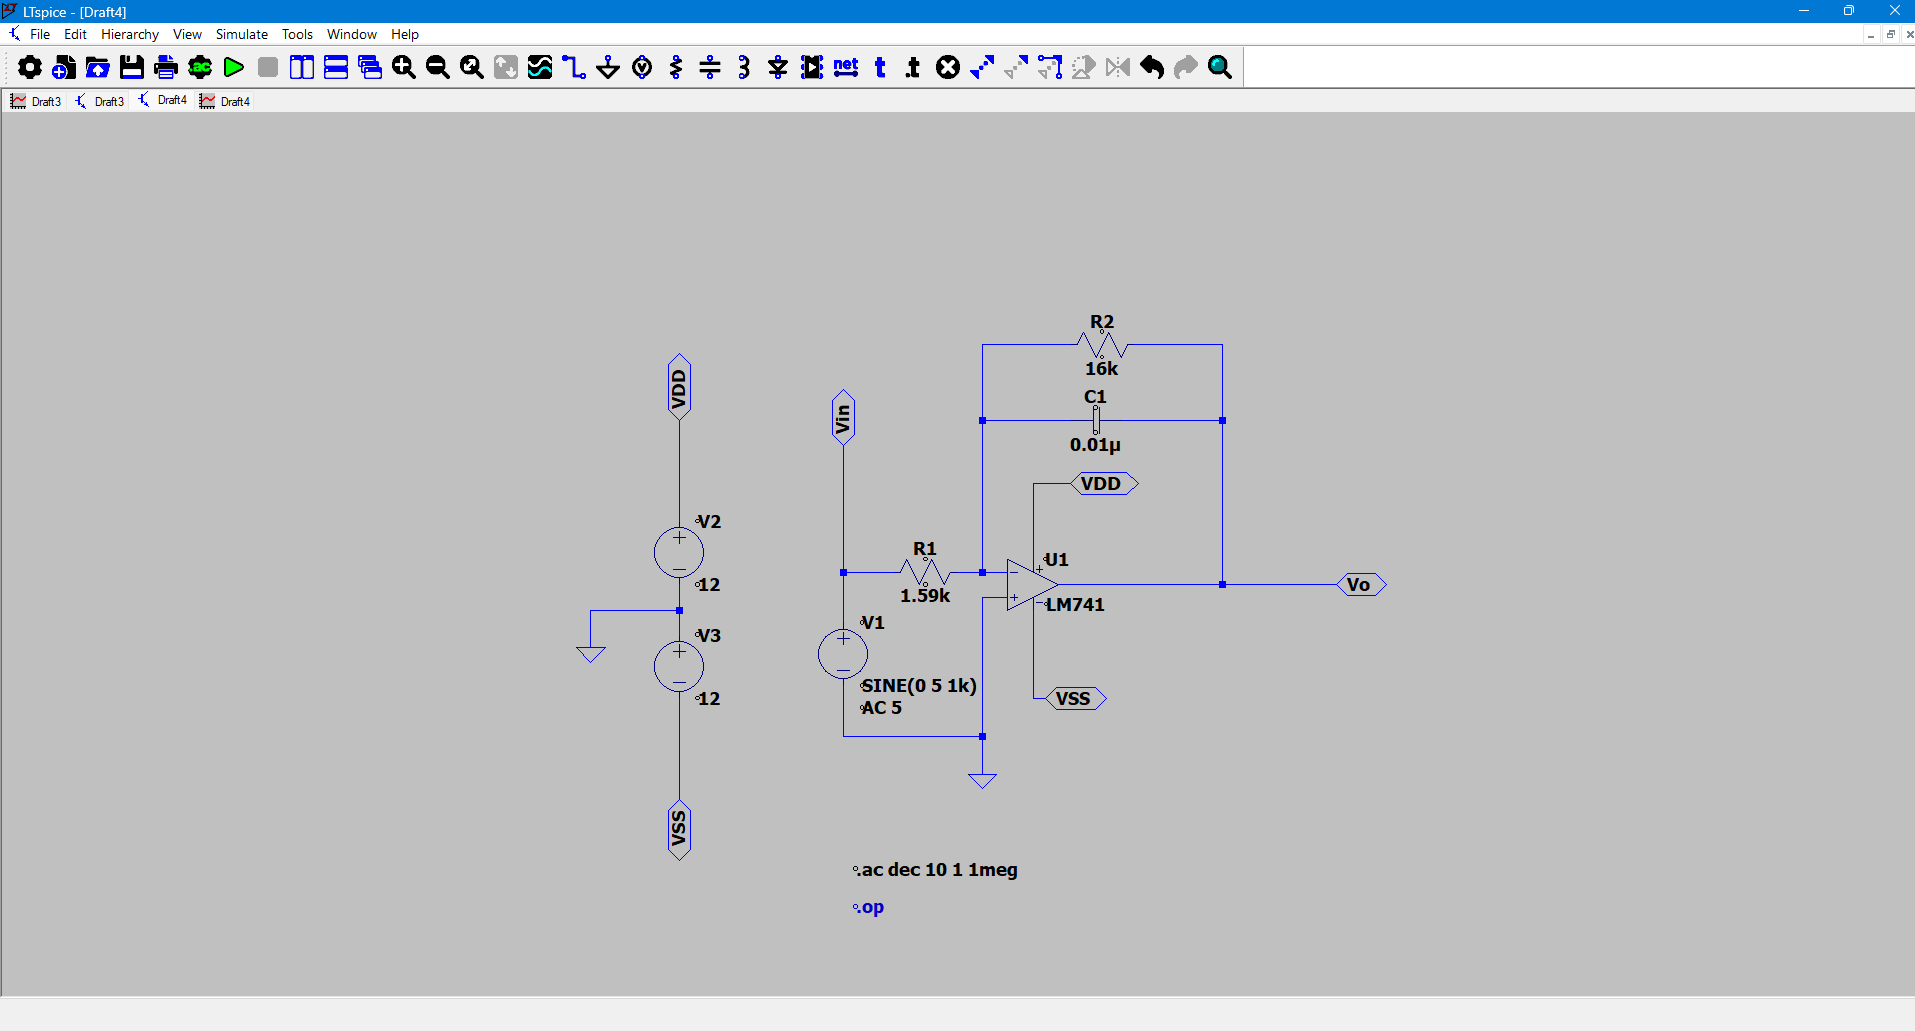 LTspice - [Draft4]
File Edit Hierarchy View Simulate Tools Window Help
.ac net t .t
Draft3 Draft3 Draft4 Draft4
R2
16k
C1
0.01µ
VDD
Vin
VDD
V2
12
R1
1.59k
U1
LM741
Vo
V3
12
V1
SINE(0 5 1k)
AC 5
VSS
VSS
.ac dec 10 1 1meg
.op